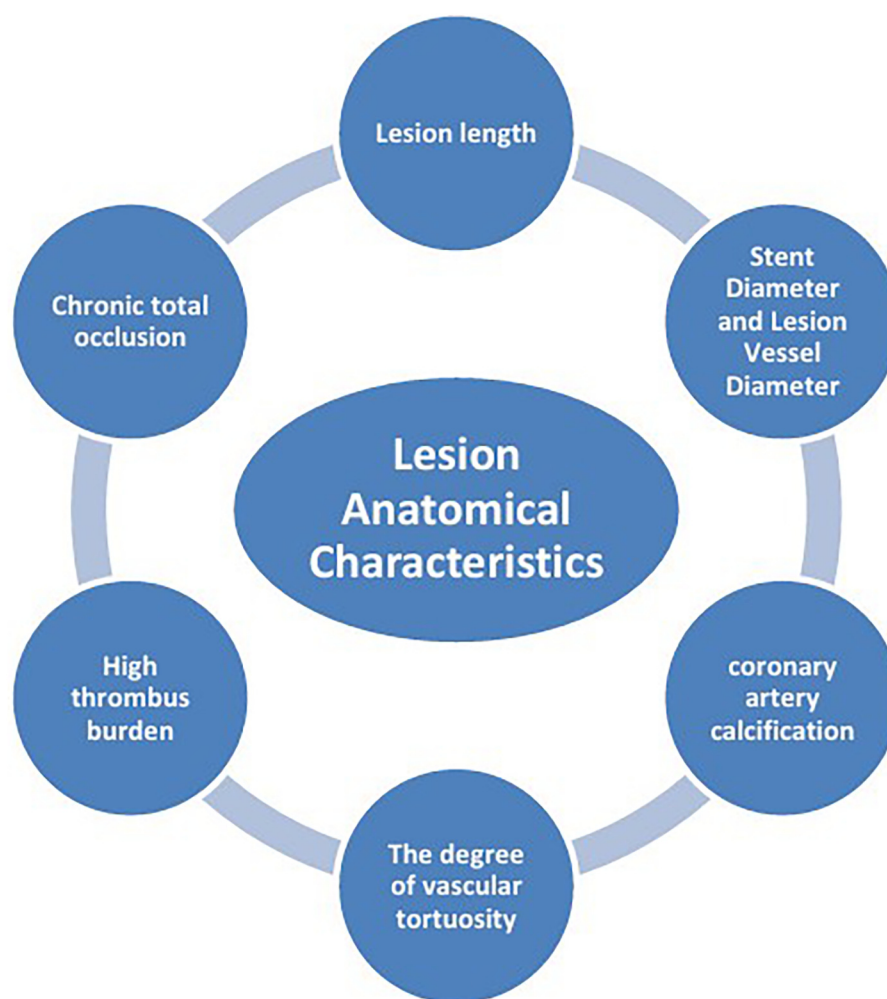 Lesion length
Stent
Diameter
and Lesion
Vessel
Diameter
coronary
artery
calcification
The degree
of vascular
tortuosity
High
thrombus
burden
Chronic total
occlusion
Lesion
Anatomical
Characteristics